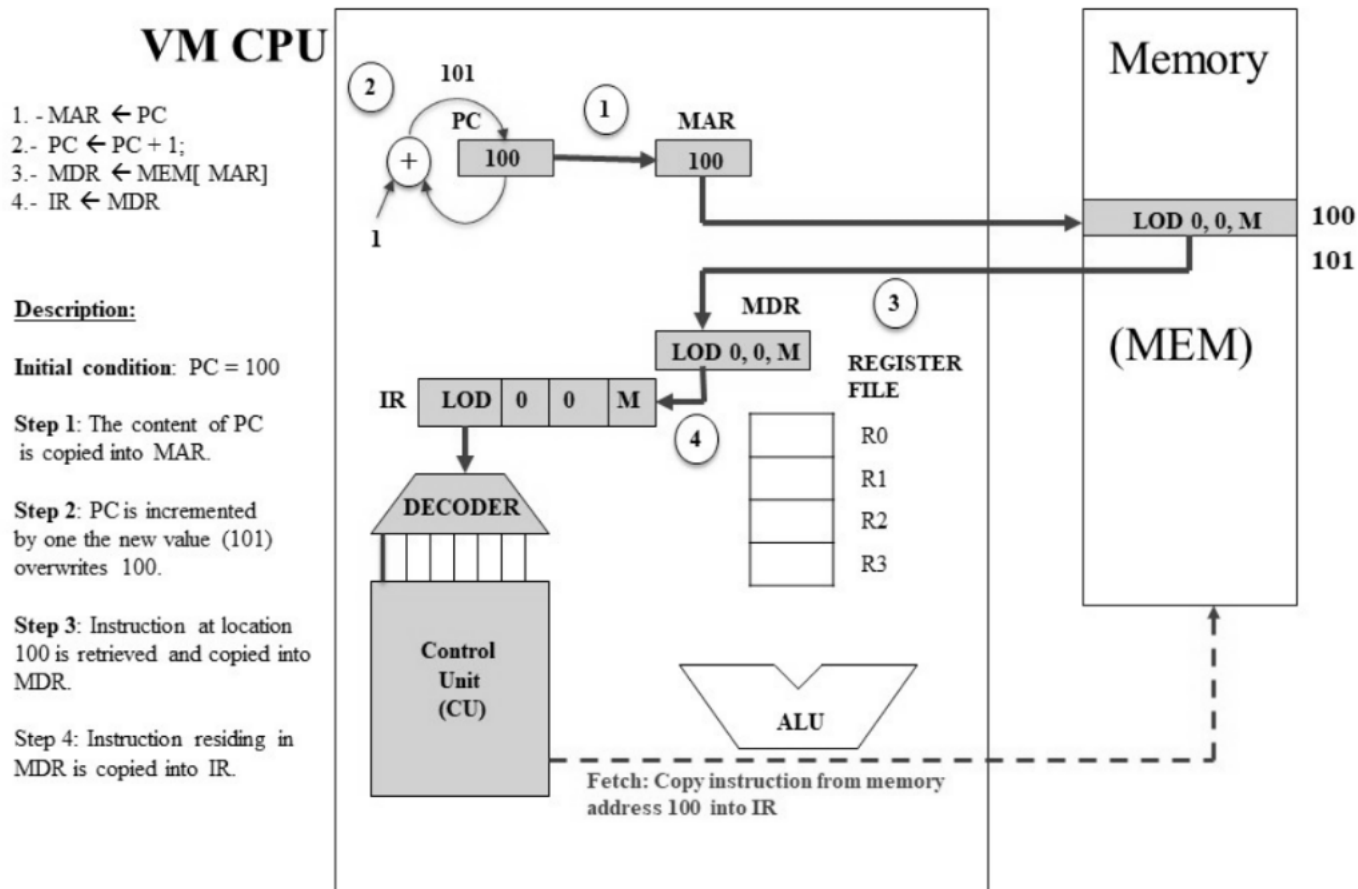 VM CPU
1. - MAR ← PC
2.- PC ← PC + 1;
3.- MDR ← MEM[ MAR]
4.- IR ← MDR
Description:
Initial condition: PC = 100
Step 1: The content of PC
is copied into MAR.
Step 2: PC is incremented
by one the new value (101)
overwrites 100.
Step 3: Instruction at location
100 is retrieved and copied into
MDR.
Step 4: Instruction residing in
MDR is copied into IR.
2
101
PC
100
+
1
1
MAR
100
Memory
LOD 0, 0, M
100
101
(MEM)
3
MDR
LOD 0, 0, M
IR
LOD 0 0 M
4
REGISTER
FILE
R0
R1
R2
R3
DECODER
Control
Unit
(CU)
ALU
Fetch: Copy instruction from memory
address 100 into IR